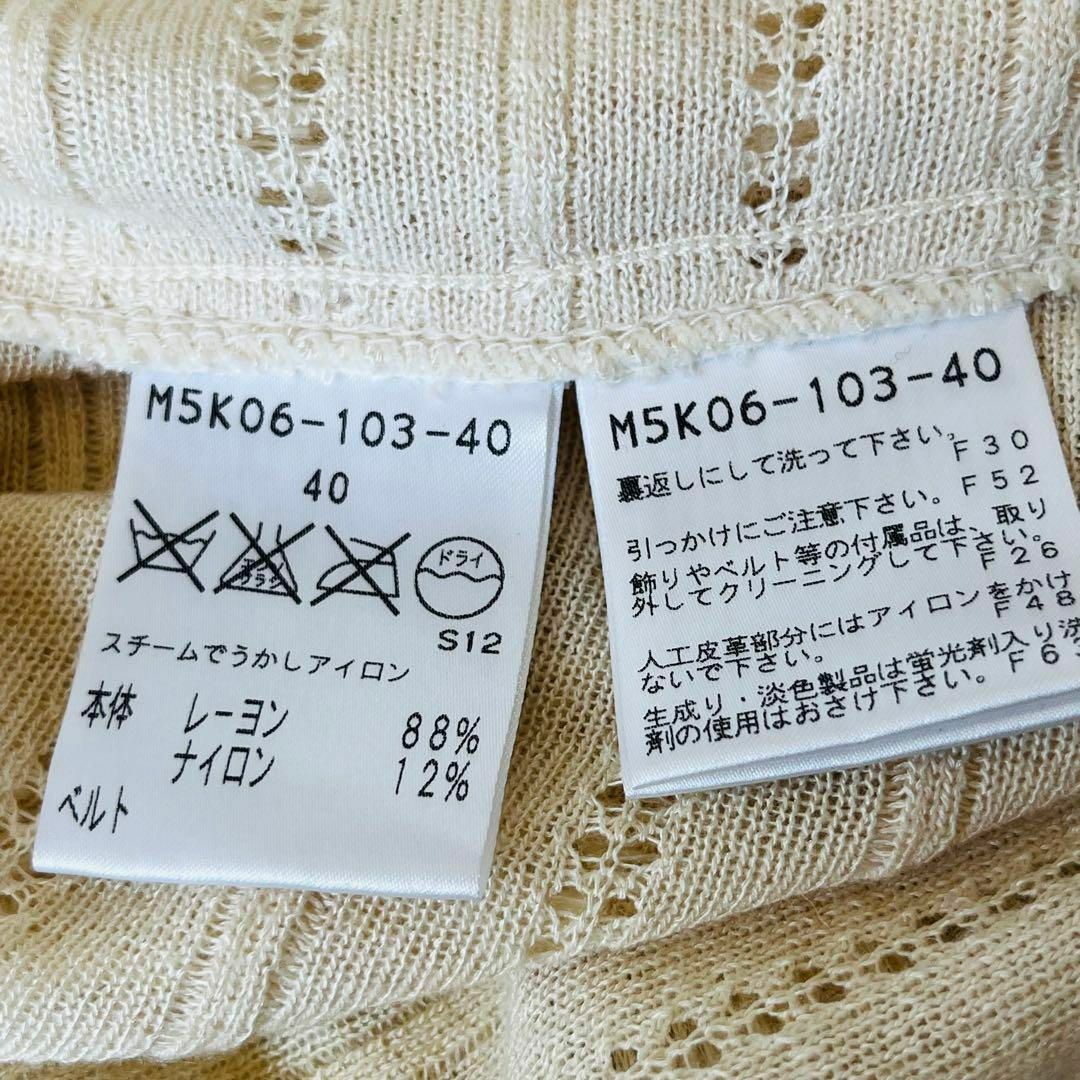 M5K06-103-40
40
エンソ
サラシ
ドライ
S12
スチームでうかしアイロン
本体 レーヨン 88%
ナイロン 12%
ベルト
M5K06-103-40
裏返しにして洗って下さい。
F30
引っかけにご注意下さい。F52
飾りやベルト等の付属品は、取り
外してクリーニングして下さい。
F26
人工皮革部分にはアイロンをかけ
ないで下さい。 F48
生成り・淡色製品は蛍光剤入り洗
剤の使用はおさけ下さい。